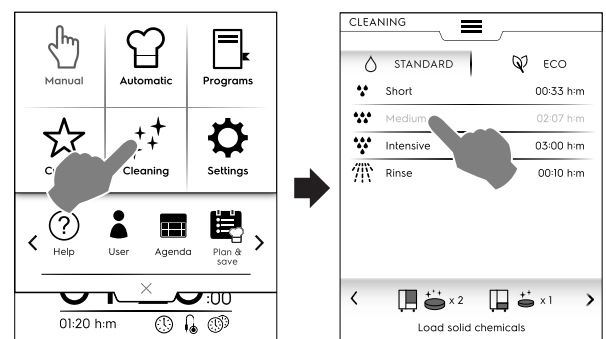 Manual Automatic Programs
Cleaning Settings
? Help User Agenda Plan &
save
:00
01:20 h:m
CLEANING
STANDARD ECO
Short 00:33 h:m
Medium 02:07 h:m
Intensive 03:00 h:m
Rinse 00:10 h:m
x 2 x 1
Load solid chemicals